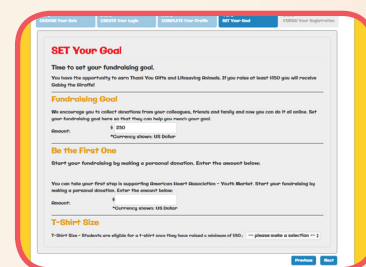 CHOOSE Your Role CREATE Your Login COMPLETE Your Profile SET Your Goal FINISH Your Registration
SET Your Goal
Time to set your fundraising goal.
You have the opportunity to earn Thank You Gifts and Lifesaving Animals. If you raise at least $150 you will receive
Gabby the Giraffe!
Fundraising Goal
We encourage you to collect donations from your colleagues, friends and family and now you can do it all online. Set
your fundraising goal here so that they can help you reach your goal.
Amount: $ 250
*Currency shown: US Dollar
Be the First One
Start your fundraising by making a personal donation. Enter the amount below:
You can take your first step is supporting American Heart Association - Youth Market. Start your fundraising by
making a personal donation. Enter the amount below:
Amount: $
*Currency shown: US Dollar
T-Shirt Size
T-Shirt Size - Students are eligible for a t-shirt once they have raised a minimum of $50.: -- please make a selection --
Previous Next